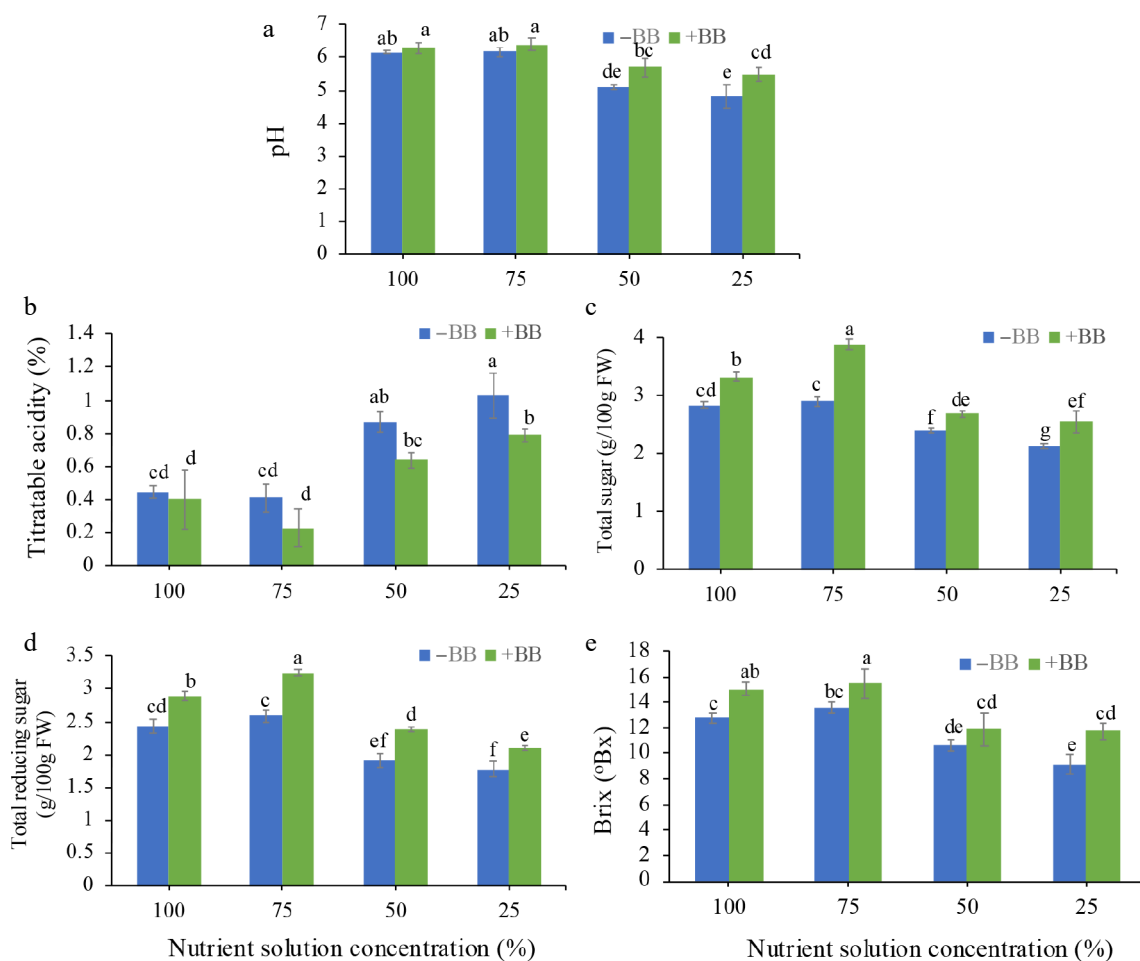 a
−BB +BB
pH
7
6
5
4
3
2
1
0
ab a ab a de bc e cd
100 75 50 25
b
−BB +BB
Titratable acidity (%)
1.4
1.2
1
0.8
0.6
0.4
0.2
0
cd d cd d ab bc a b
100 75 50 25
c
−BB +BB
Total sugar (g/100g FW)
4
3
2
1
0
cd b c a f de g ef
100 75 50 25
d
−BB +BB
Total reducing sugar
(g/100g FW)
3.5
3
2.5
2
1.5
1
0.5
0
cd b c a ef d f e
100 75 50 25
Nutrient solution concentration (%)
e
−BB +BB
Brix (ºBx)
18
16
14
12
10
8
6
4
2
0
c ab bc a de cd e cd
100 75 50 25
Nutrient solution concentration (%)